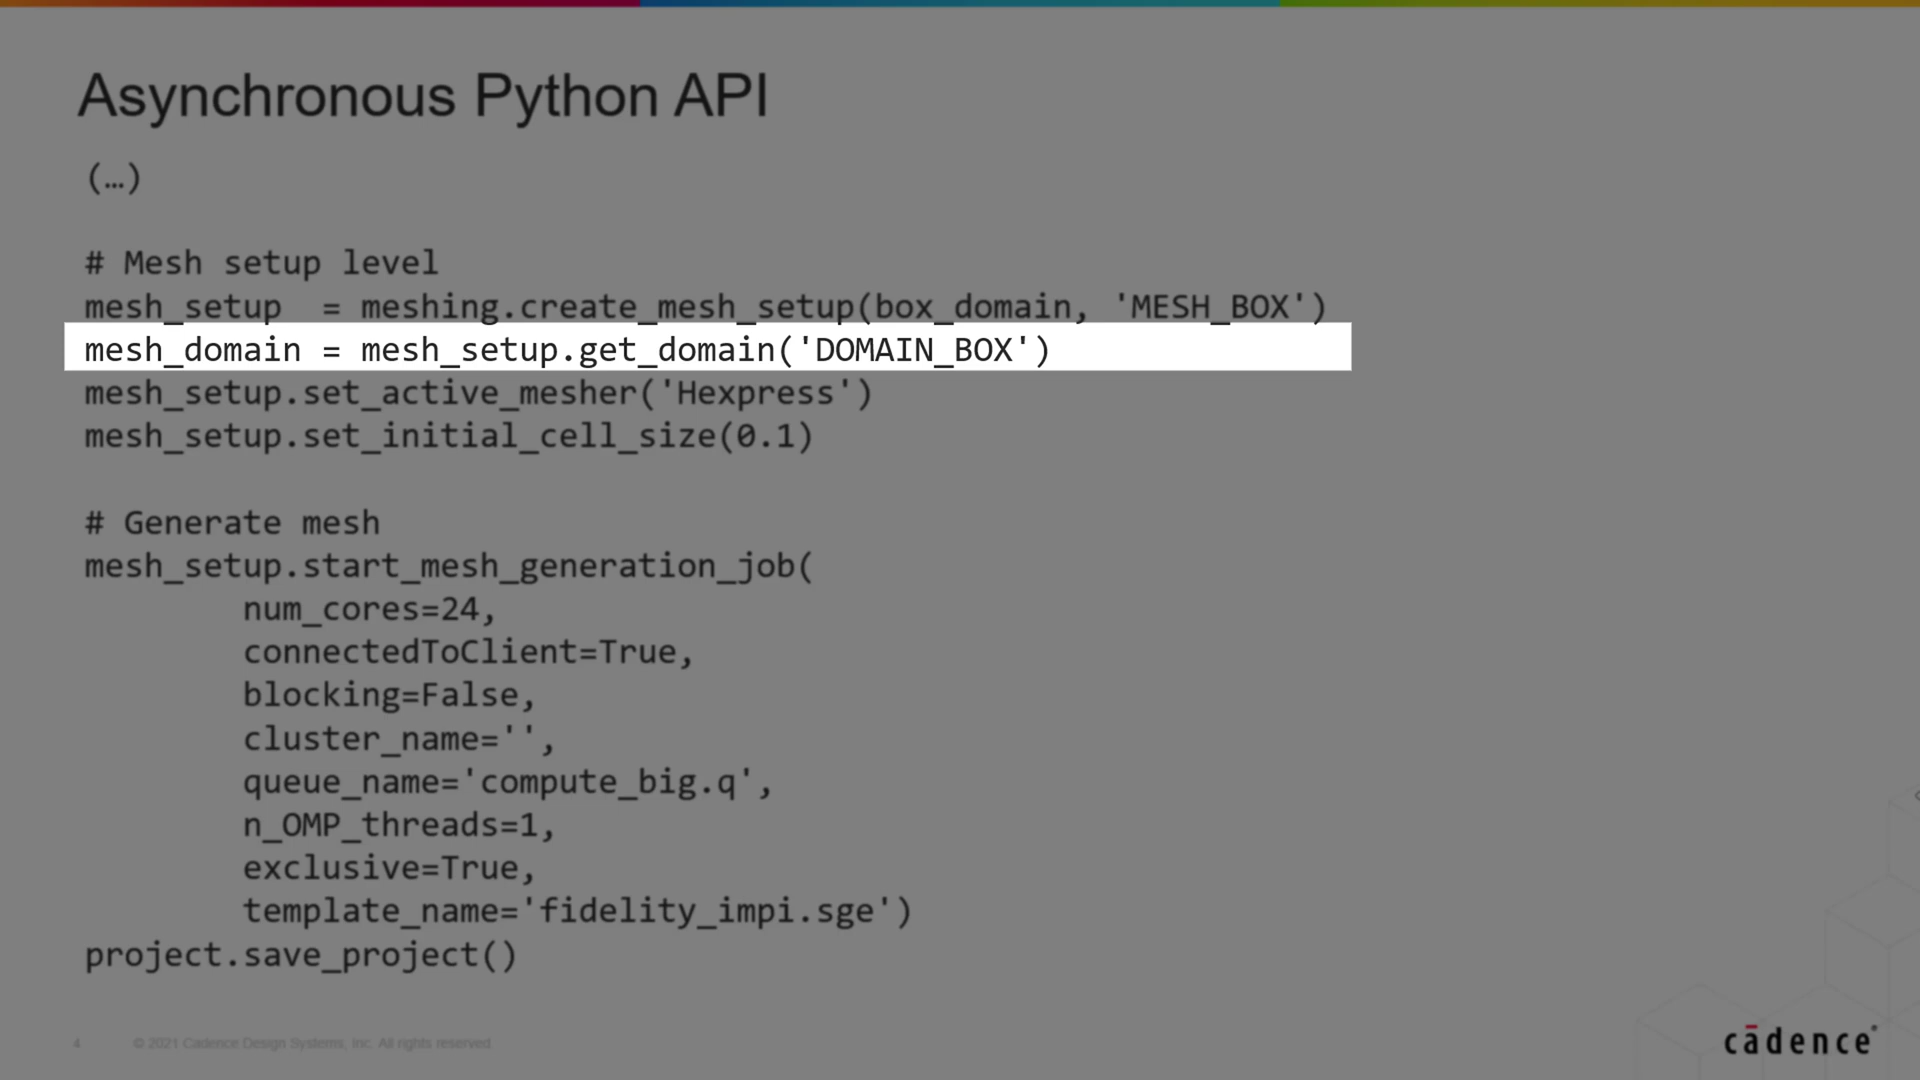 Asynchronous Python API
(…)
# Mesh setup level
mesh_setup  = meshing.create_mesh_setup(box_domain, 'MESH_BOX')
mesh_domain = mesh_setup.get_domain('DOMAIN_BOX')
mesh_setup.set_active_mesher('Hexpress')
mesh_setup.set_initial_cell_size(0.1)
# Generate mesh
mesh_setup.start_mesh_generation_job(
        num_cores=24,
        connectedToClient=True,
        blocking=False,
        cluster_name='',
        queue_name='compute_big.q',
        n_OMP_threads=1,
        exclusive=True,
        template_name='fidelity_impi.sge')
project.save_project()
4 © 2021 Cadence Design Systems, Inc. All rights reserved.
cādence®